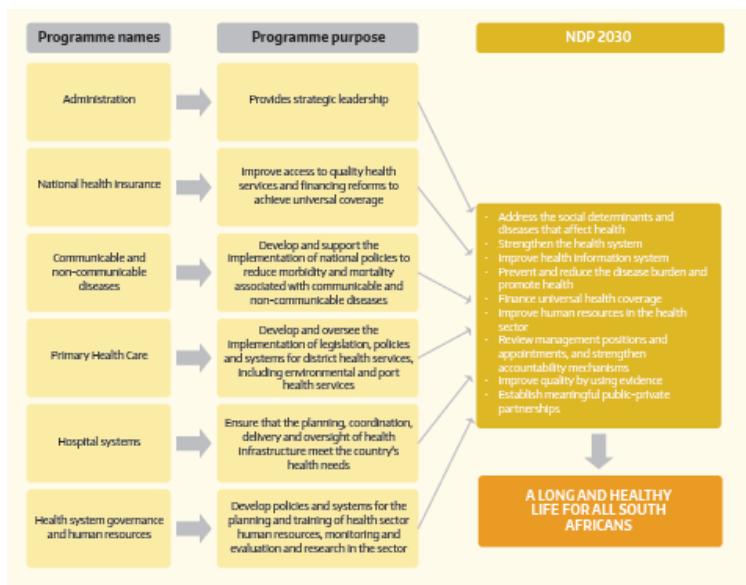 Programme names
Programme purpose
NDP 2030
Administration
Provides strategic leadership
National health insurance
Improve access to quality health
services and financing reforms to
achieve universal coverage
Communicable and
non-communicable
diseases
Develop and support the
implementation of national policies to
reduce morbidity and mortality
associated with communicable and
non-communicable diseases
Primary Health Care
Develop and oversee the
implementation of legislation, policies
and systems for district health services,
including environmental and port
health services
Hospital systems
Ensure that the planning, coordination,
delivery and oversight of health
infrastructure meet the country's
health needs
Health system governance
and human resources
Develop policies and systems for the
planning and training of health sector
human resources, monitoring and
evaluation and research in the sector
· Address the social determinants and
diseases that affect health
· Strengthen the health system
· Improve health information system
· Prevent and reduce the disease burden and
promote health
· Finance universal health coverage
· Improve human resources in the health
sector
· Review management positions and
appointments, and strengthen
accountability mechanisms
· Improve quality by using evidence
· Establish meaningful public-private
partnerships
A LONG AND HEALTHY
LIFE FOR ALL SOUTH
AFRICANS